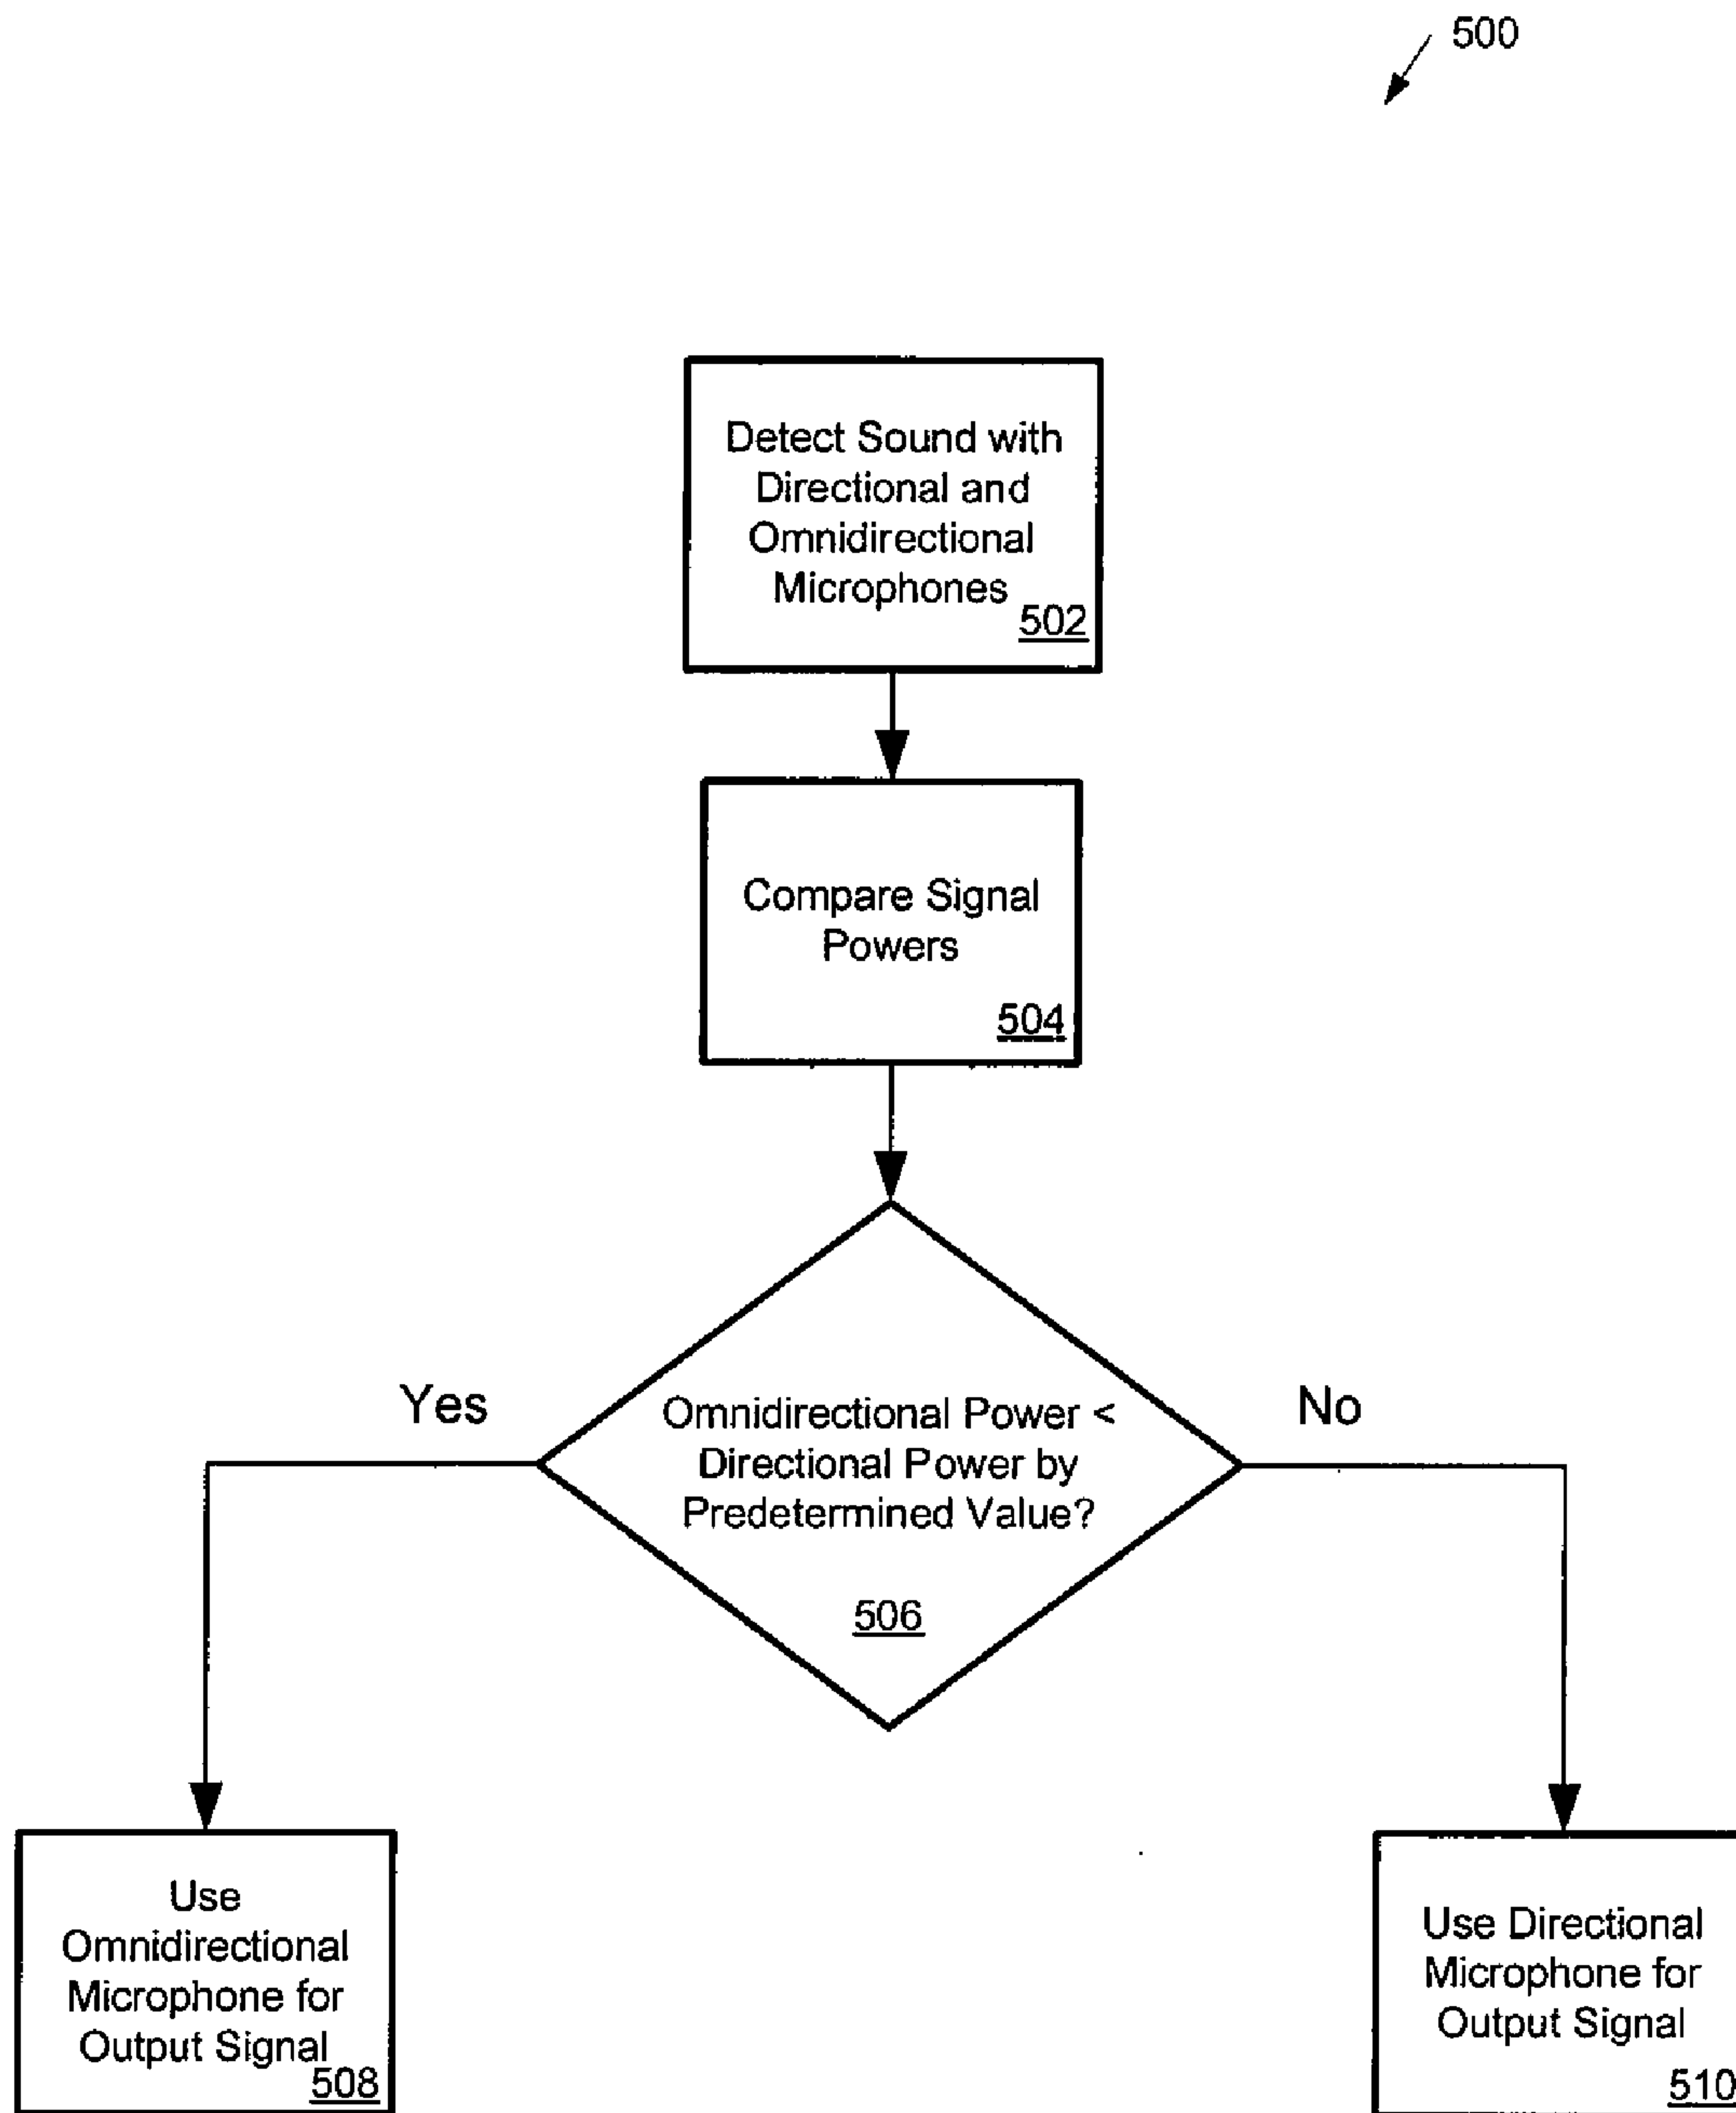 500
Detect Sound with
Directional and
Omnidirectional
Microphones
502
Compare Signal
Powers
504
Yes
Omnidirectional Power <
Directional Power by
Predetermined Value?
No
506
Use
Omnidirectional
Microphone for
Output Signal
508
Use Directional
Microphone for
Output Signal
510